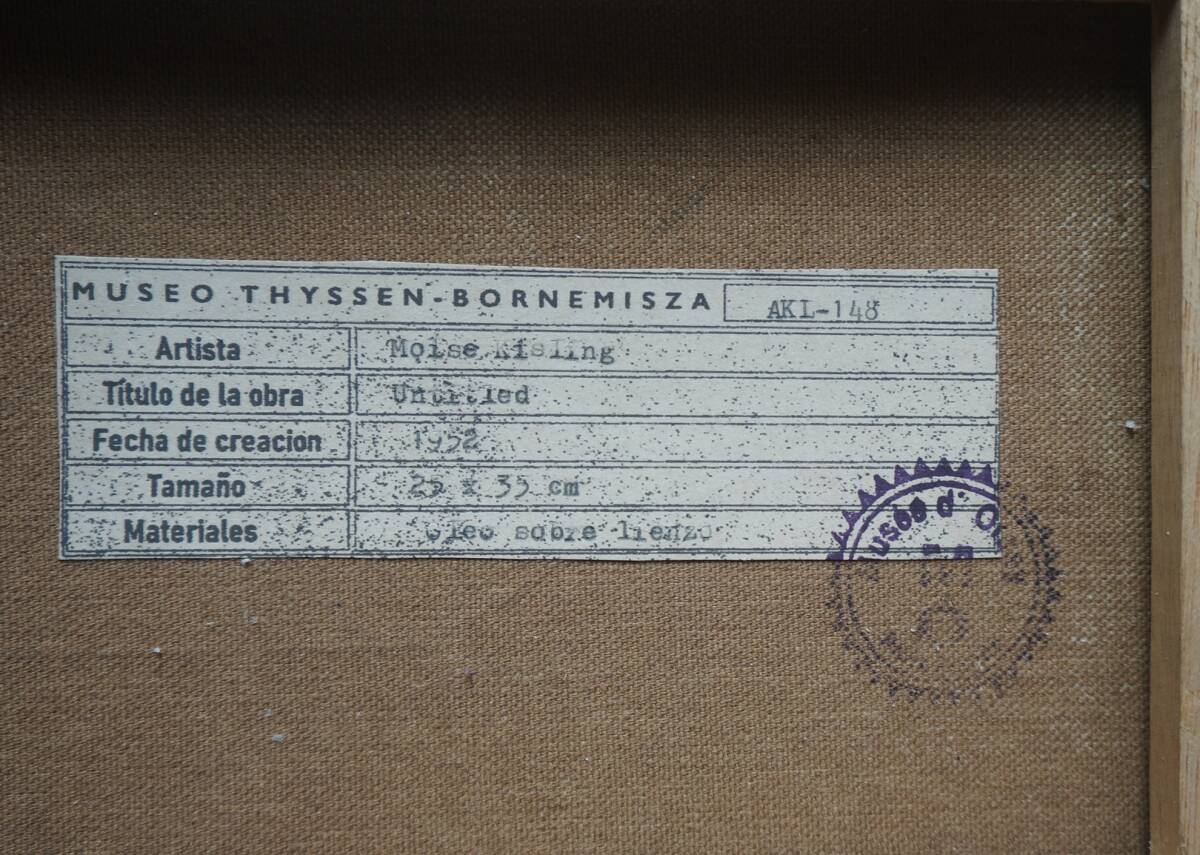 MUSEO THYSSEN-BORNEMISZA AKL-148
Artista Moise Kisling
Título de la obra Untitled
Fecha de creacion 1952
Tamaño 25 x 35 cm
Materiales Oleo sobre lienzo
Musée d' O